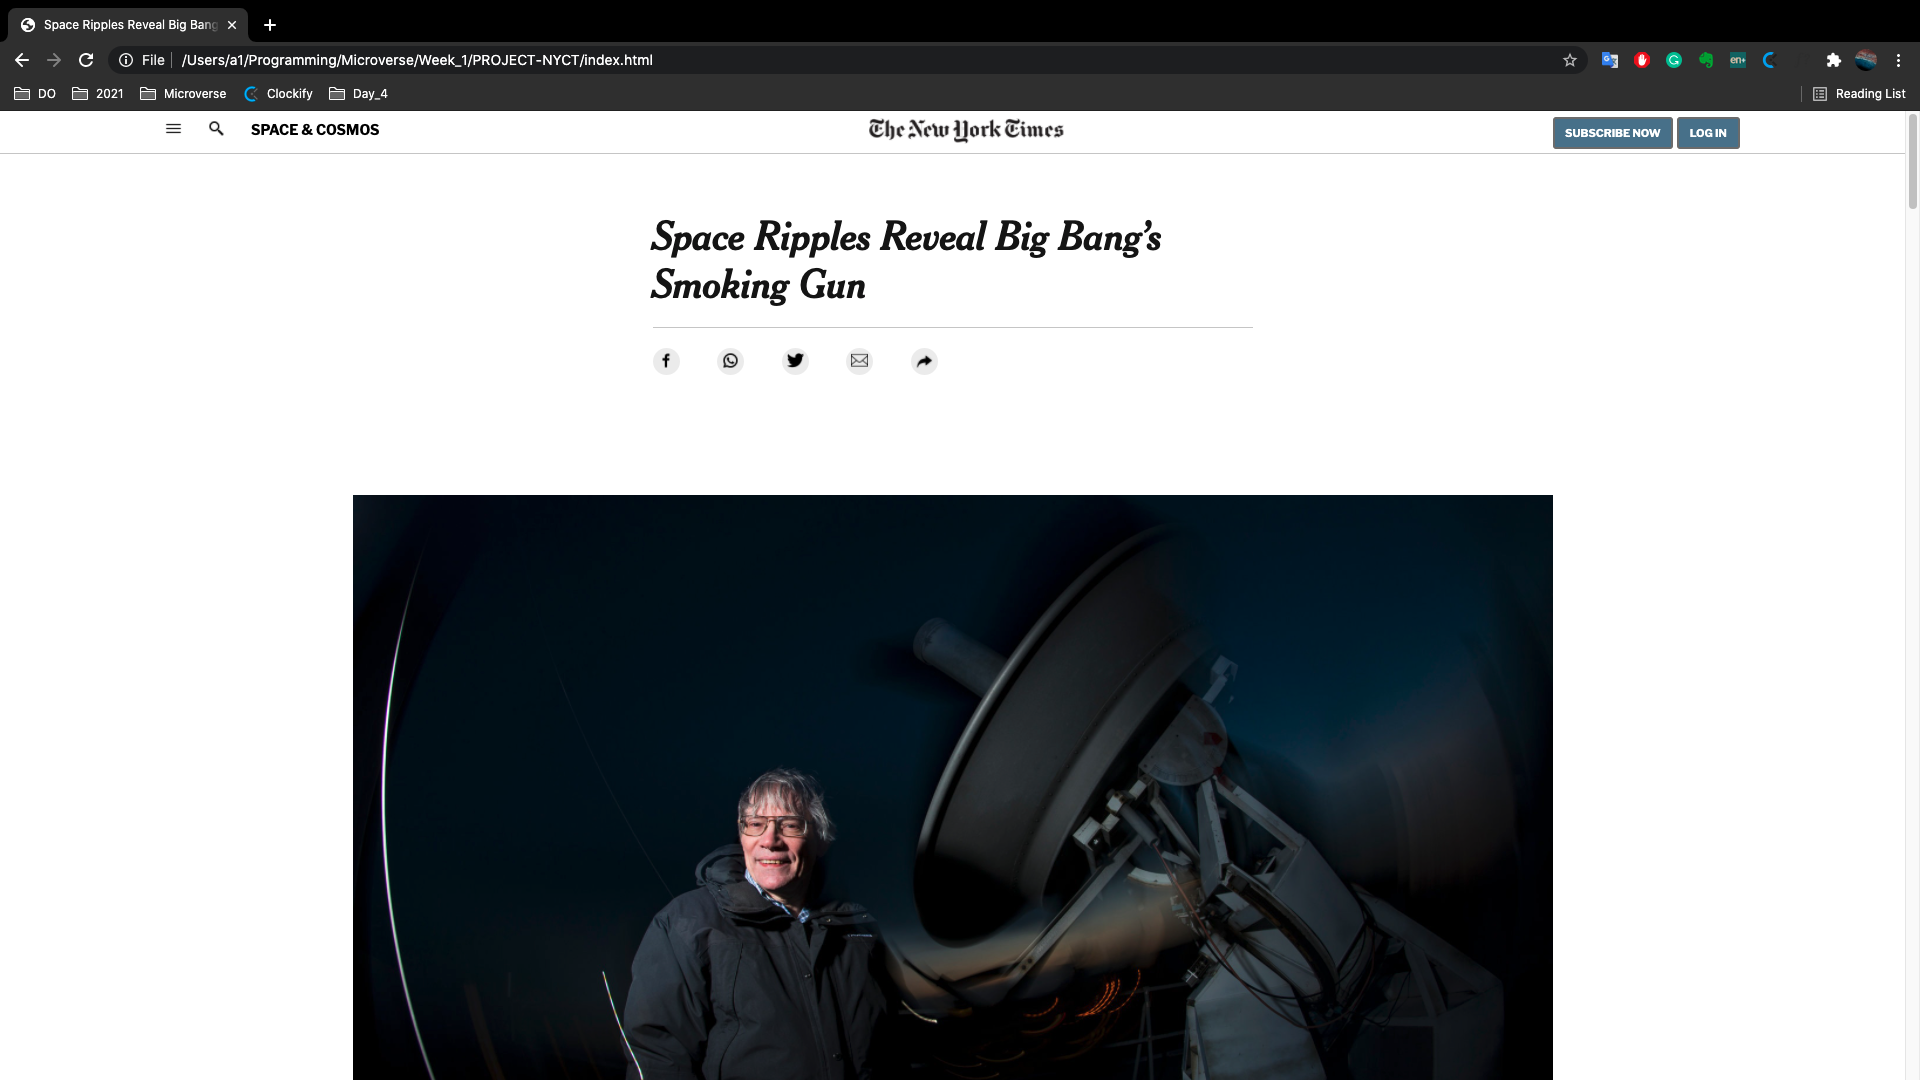 Space Ripples Reveal Big Bang
File /Users/a1/Programming/Microverse/Week_1/PROJECT-NYCT/index.html
DO 2021 Microverse Clockify Day_4 Reading List
SPACE & COSMOS The New York Times SUBSCRIBE NOW LOG IN
Space Ripples Reveal Big Bang’s
Smoking Gun